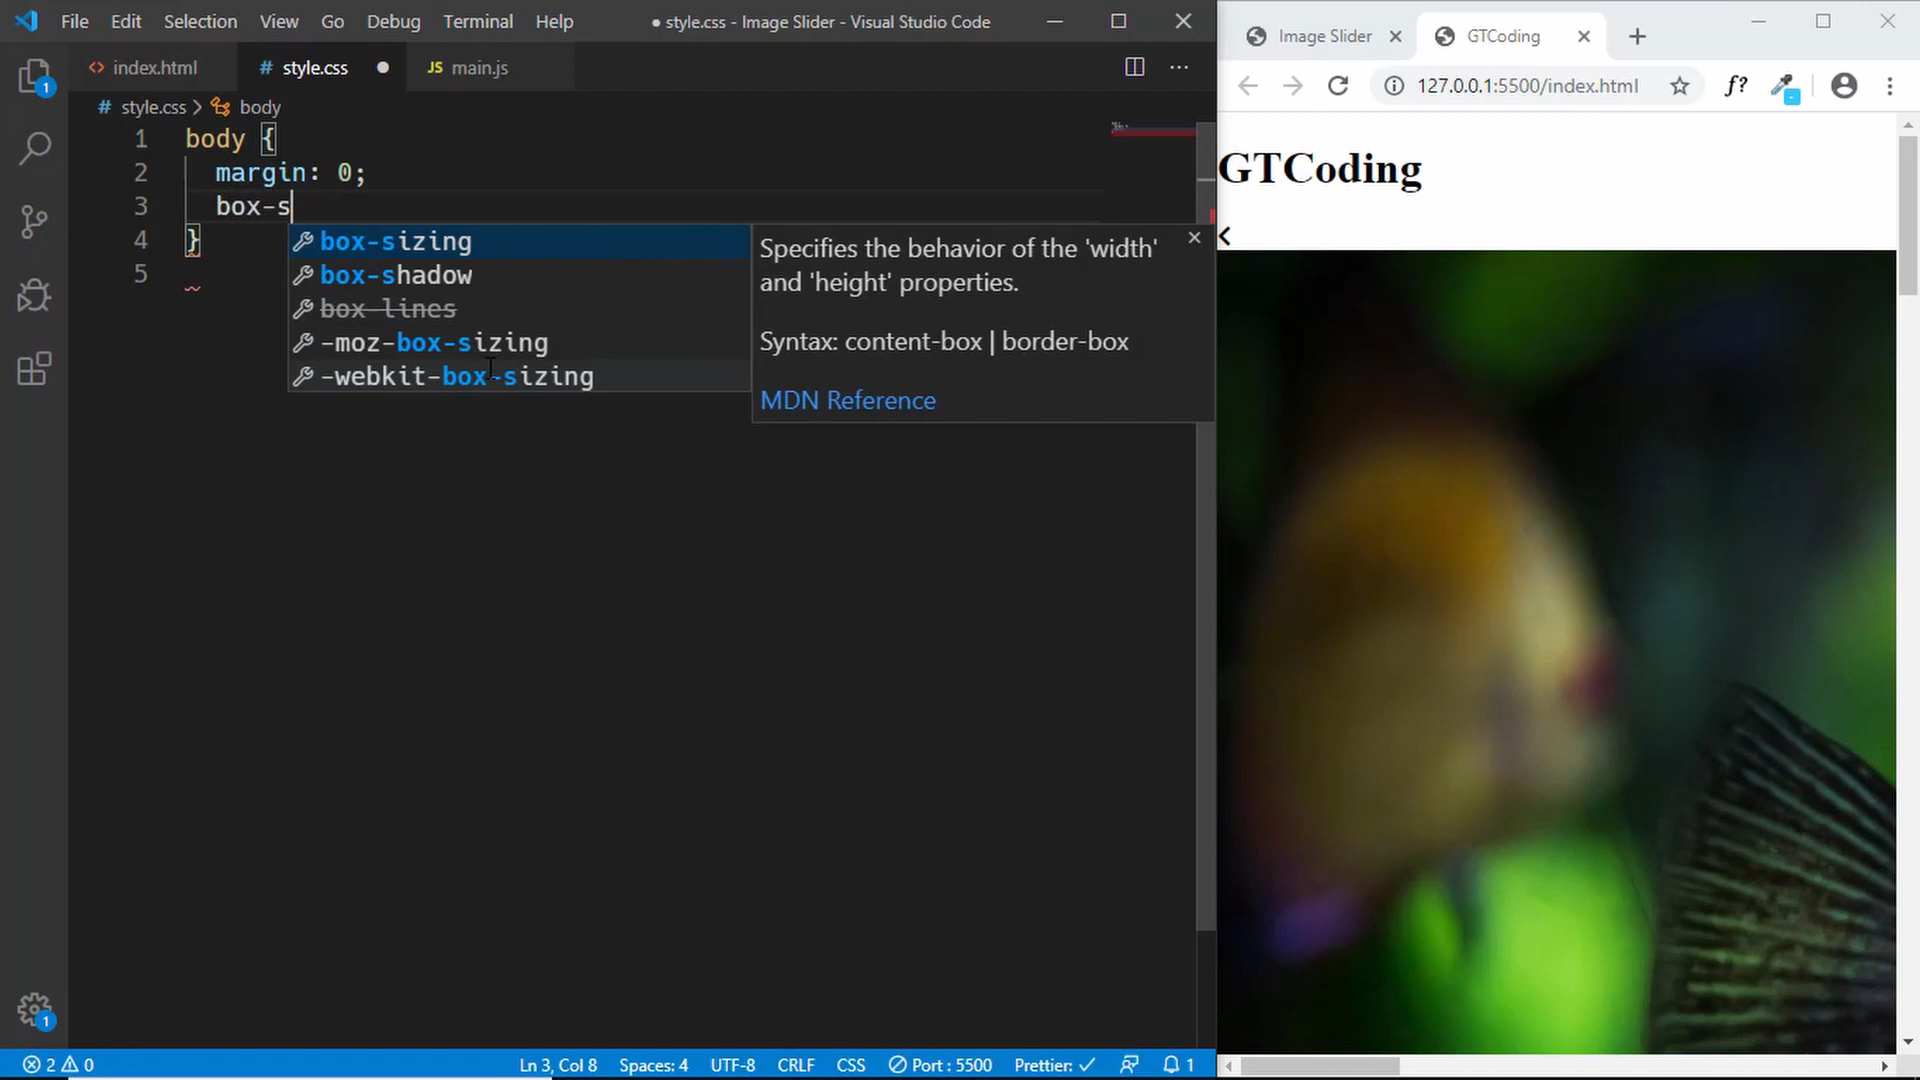 File Edit Selection View Go Debug Terminal Help ● style.css - Image Slider - Visual Studio Code
index.html style.css JS main.js
# style.css > body
1 body {
2 margin: 0;
3 box-s
4 }
5
box-sizing
box-shadow
box-lines
-moz-box-sizing
-webkit-box-sizing
Specifies the behavior of the 'width'
and 'height' properties.
Syntax: content-box | border-box
MDN Reference
1
1
2 0 Ln 3, Col 8 Spaces: 4 UTF-8 CRLF CSS Port : 5500 Prettier: ✓ 1
Image Slider GTCoding
127.0.0.1:5500/index.html f?
GTCoding
<